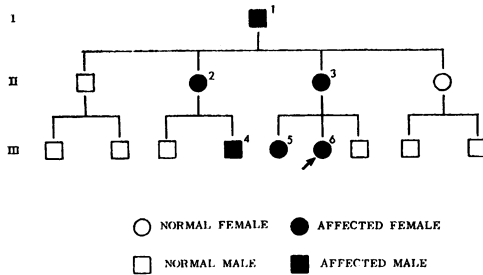 I 1
II 2 3
III 4 5 6
NORMAL FEMALE AFFECTED FEMALE
NORMAL MALE AFFECTED MALE